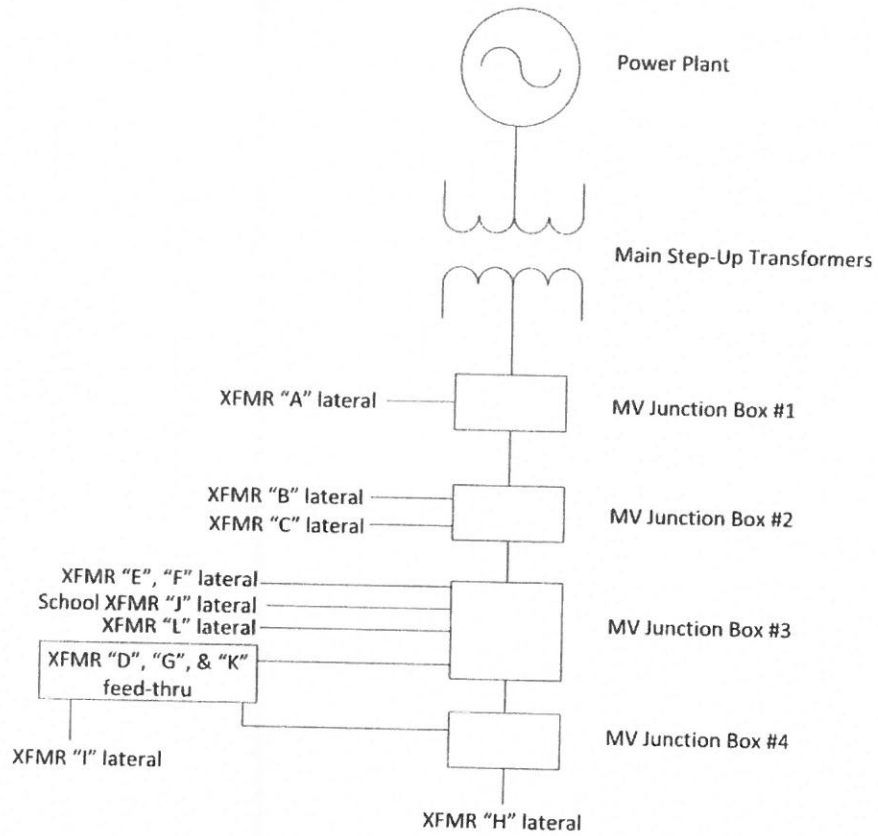 Power Plant
Main Step-Up Transformers
XFMR "A" lateral
MV Junction Box #1
XFMR "B" lateral
XFMR "C" lateral
MV Junction Box #2
XFMR "E", "F" lateral
School XFMR "J" lateral
XFMR "L" lateral
MV Junction Box #3
XFMR "D", "G", & "K"
feed-thru
MV Junction Box #4
XFMR "I" lateral
XFMR "H" lateral